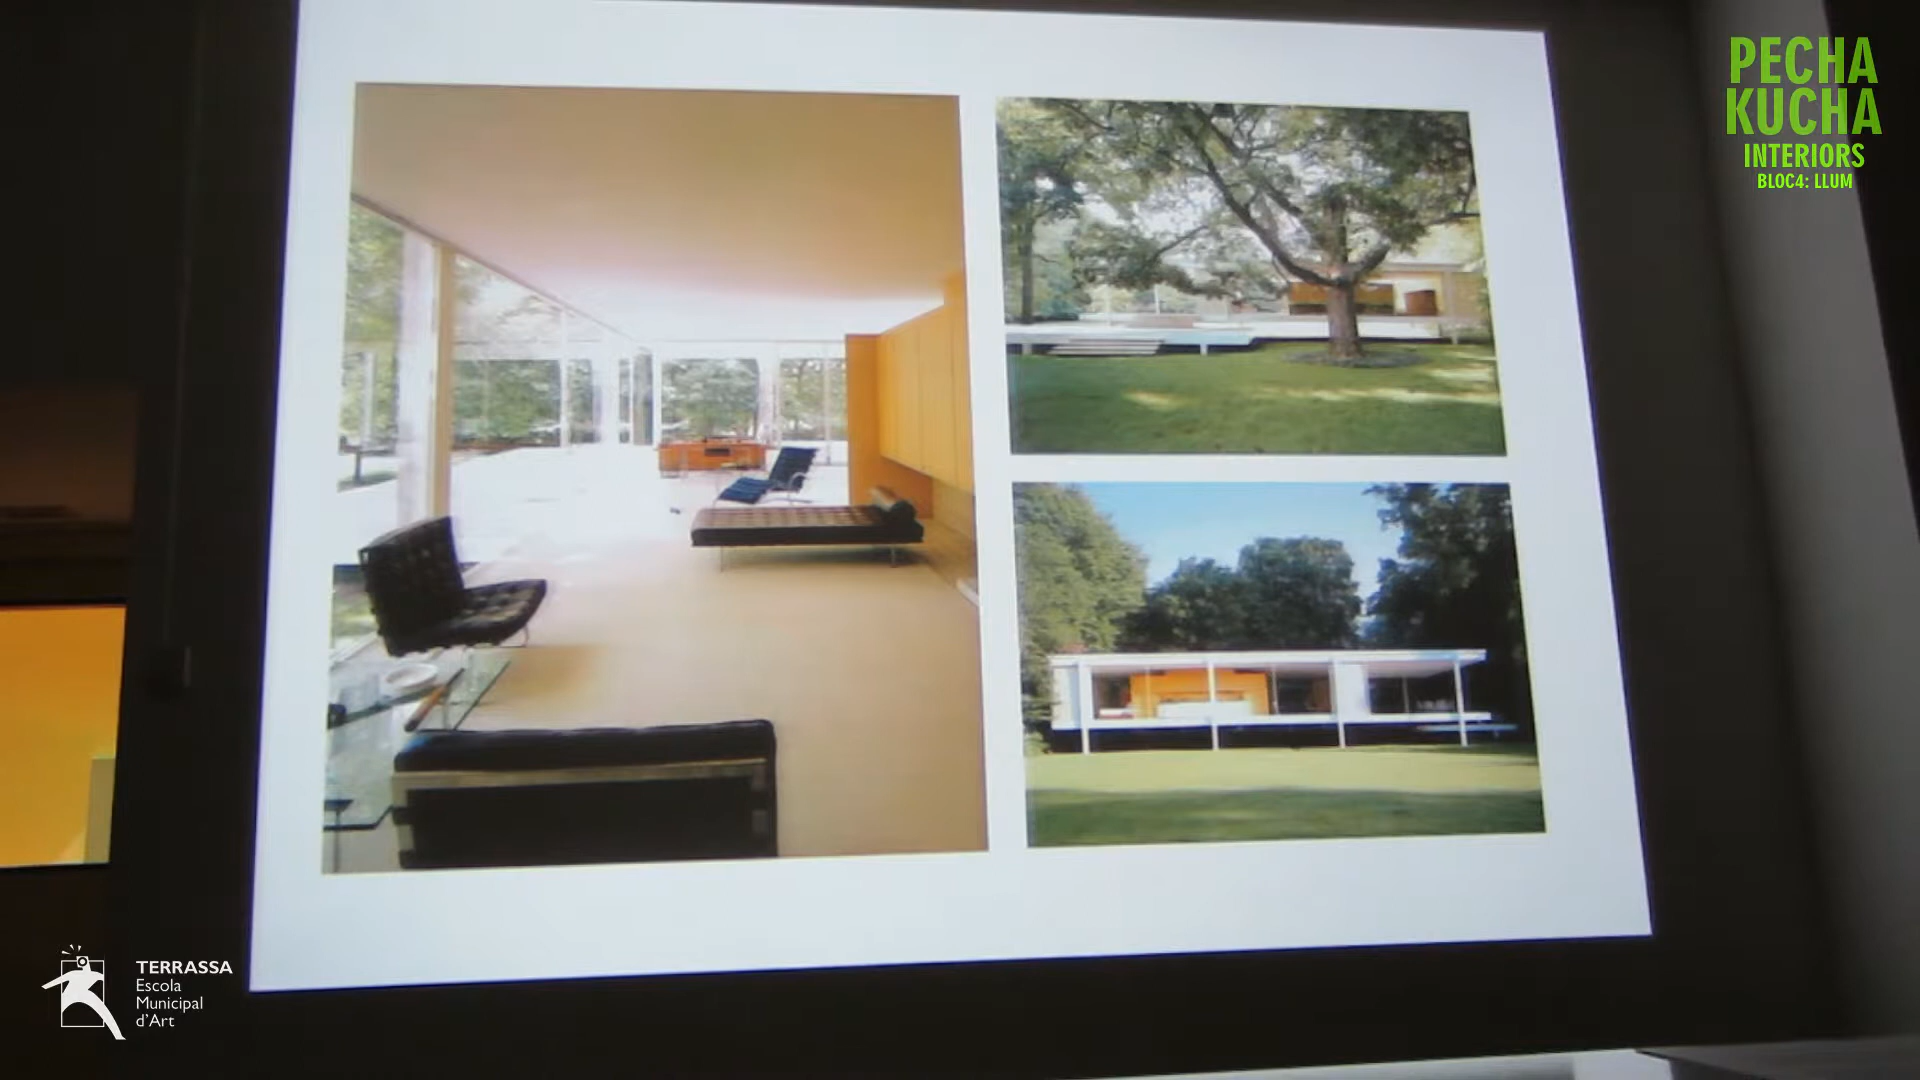 PECHA
KUCHA
INTERIORS
BLOC4: LLUM
TERRASSA
Escola
Municipal
d'Art